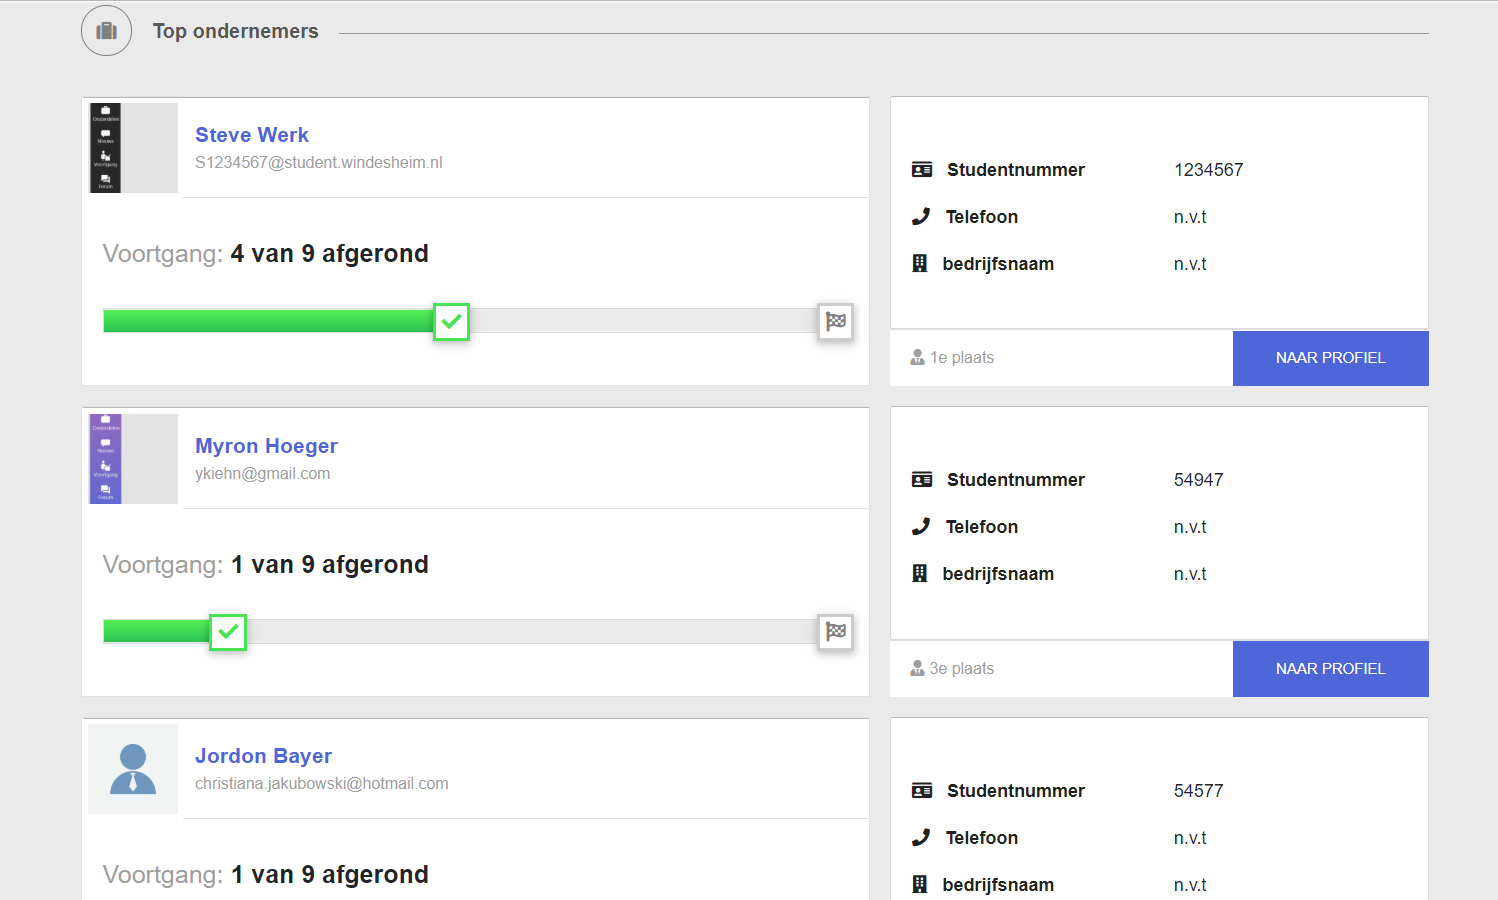 Top ondernemers
Onderdelen
Nieuws
Voortgang
Forum
Steve Werk
S1234567@student.windesheim.nl
Voortgang: 4 van 9 afgerond
Studentnummer 1234567
Telefoon n.v.t
bedrijfsnaam n.v.t
1e plaats
NAAR PROFIEL
Onderdelen
Nieuws
Voortgang
Forum
Myron Hoeger
ykiehn@gmail.com
Voortgang: 1 van 9 afgerond
Studentnummer 54947
Telefoon n.v.t
bedrijfsnaam n.v.t
3e plaats
NAAR PROFIEL
Jordon Bayer
christiana.jakubowski@hotmail.com
Voortgang: 1 van 9 afgerond
Studentnummer 54577
Telefoon n.v.t
bedrijfsnaam n.v.t